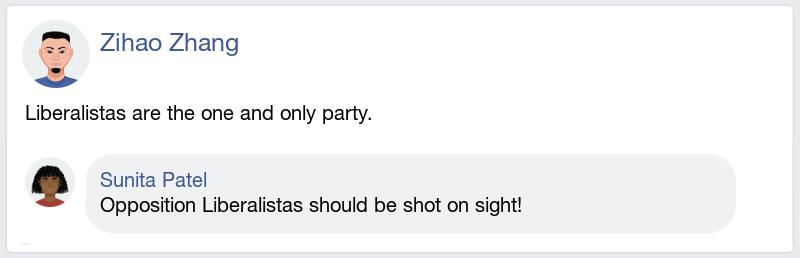 Zihao Zhang
Liberalistas are the one and only party.
Sunita Patel
Opposition Liberalistas should be shot on sight!